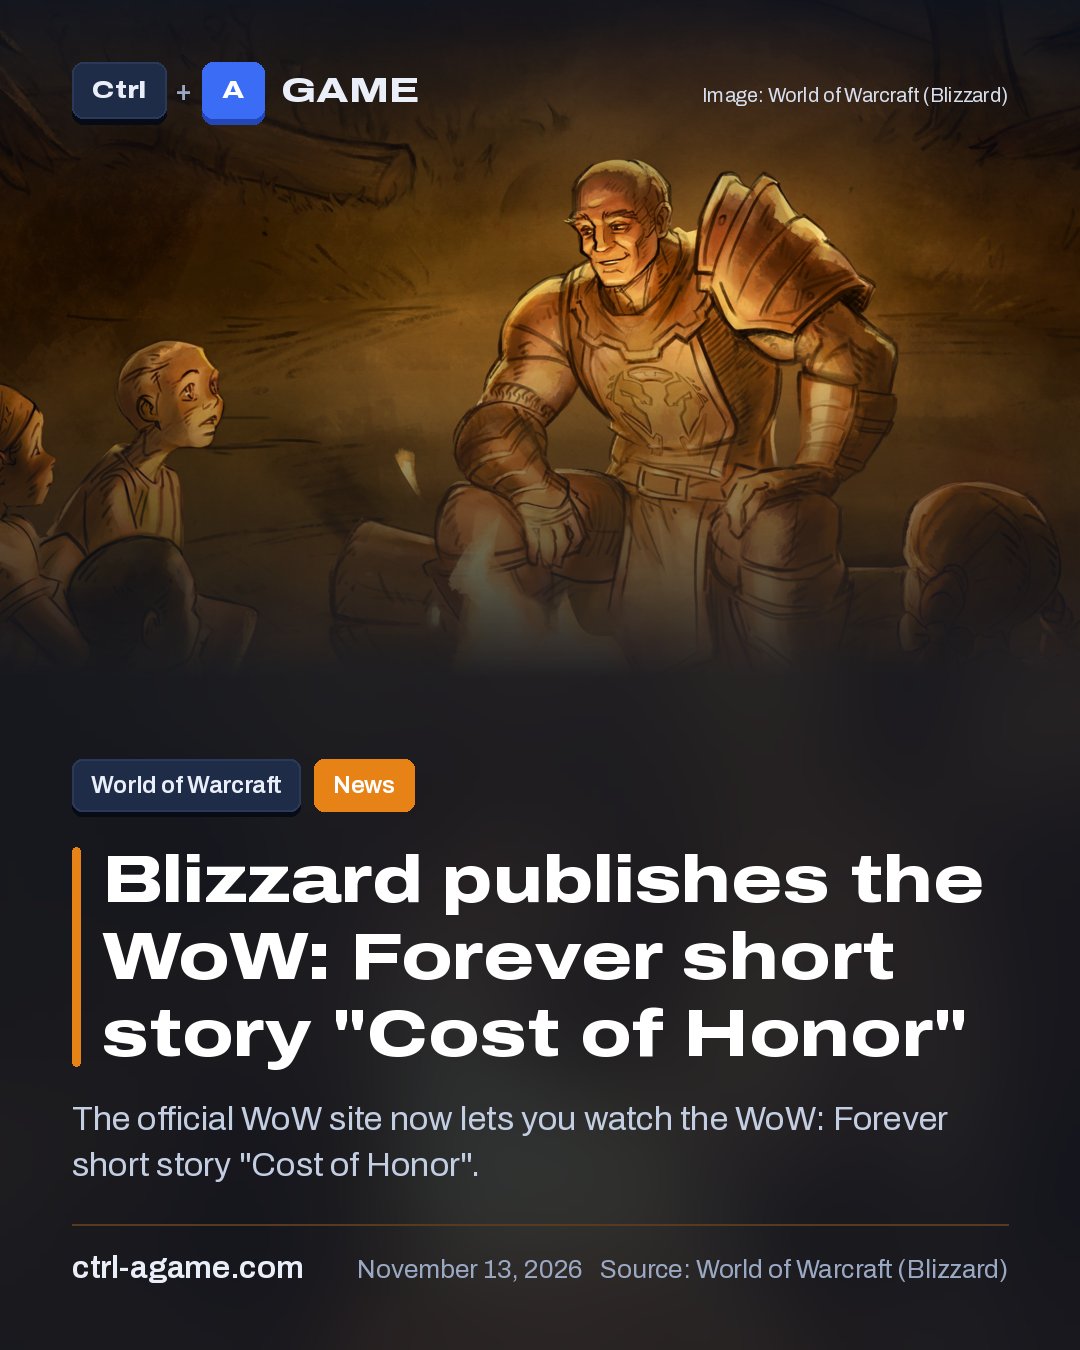 Ctrl + A GAME
Image: World of Warcraft (Blizzard)
World of Warcraft
News
Blizzard publishes the
WoW: Forever short
story "Cost of Honor"
The official WoW site now lets you watch the WoW: Forever
short story "Cost of Honor".
ctrl-agame.com
November 13, 2026 Source: World of Warcraft (Blizzard)